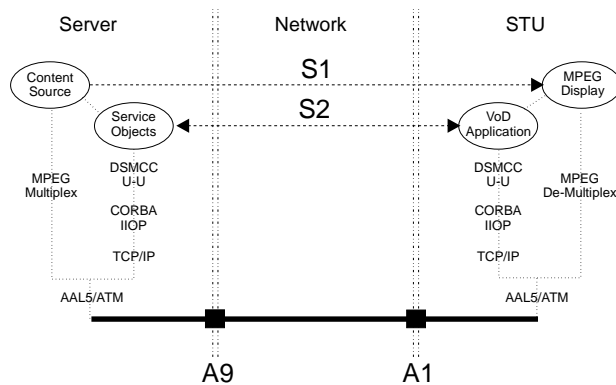 Server
Network
STU
S1
Content
Source
MPEG
Display
S2
Service
Objects
VoD
Application
MPEG
Multiplex
DSMCC
U-U
CORBA
IIOP
TCP/IP
DSMCC
U-U
CORBA
IIOP
TCP/IP
MPEG
De-Multiplex
AAL5/ATM
AAL5/ATM
A9
A1